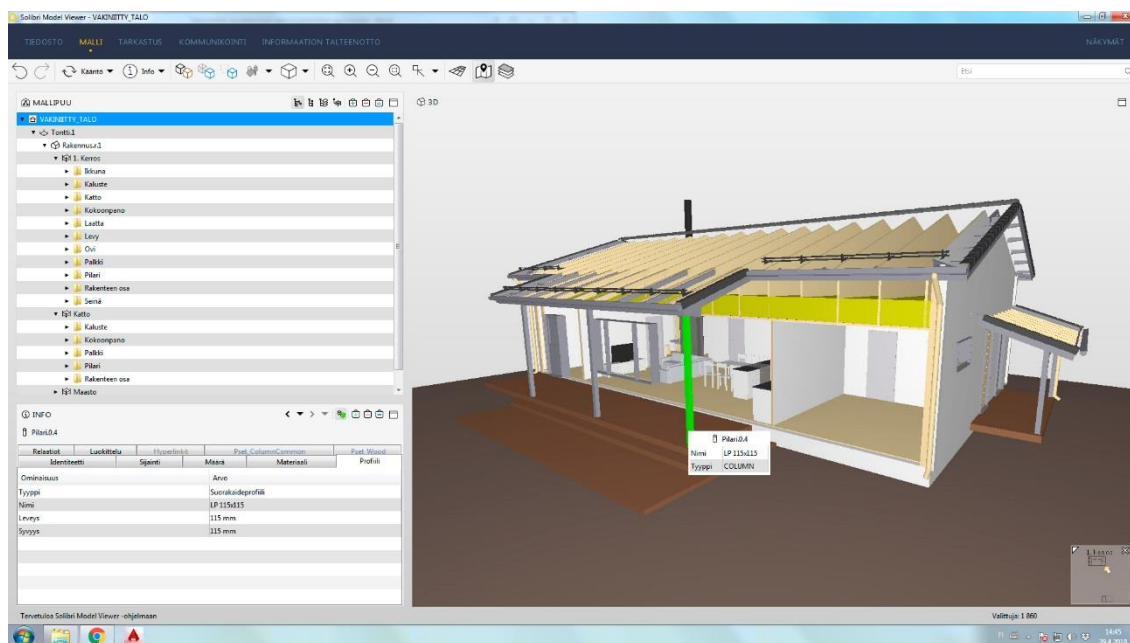 Solibri Model Viewer - VAKINIITTY_TALO
TIEDOSTO MALLI TARKASTUS KOMMUNIKOINTI INFORMAATION TALTEENOTTO NÄKYMÄT
Kääntö Info Etsi
MALLIPUU 3D
VAKINIITTY_TALO
Tontti.1
Rakennus.r.1
1. Kerros
Ikkuna
Kaluste
Katto
Kokoonpano
Laatta
Levy
Ovi
Palkki
Pilari
Rakenteen osa
Seinä
Katto
Kaluste
Kokoonpano
Palkki
Pilari
Rakenteen osa
Maasto
INFO
Pilari.0.4
Relaatiot Luokittelu Hyperlinkit Pset_ColumnCommon Pset_Wood
Identiteetti Sijainti Määrä Materiaali Profiili
Ominaisuus Arvo
Tyyppi Suorakaideprofiili
Nimi LP 115x115
Leveys 115 mm
Syvyys 115 mm
Pilari.0.4
Nimi LP 115x115
Tyyppi COLUMN
1. Kerros
Tervetuloa Solibri Model Viewer -ohjelmaan Valittuja: 1 860
14:45